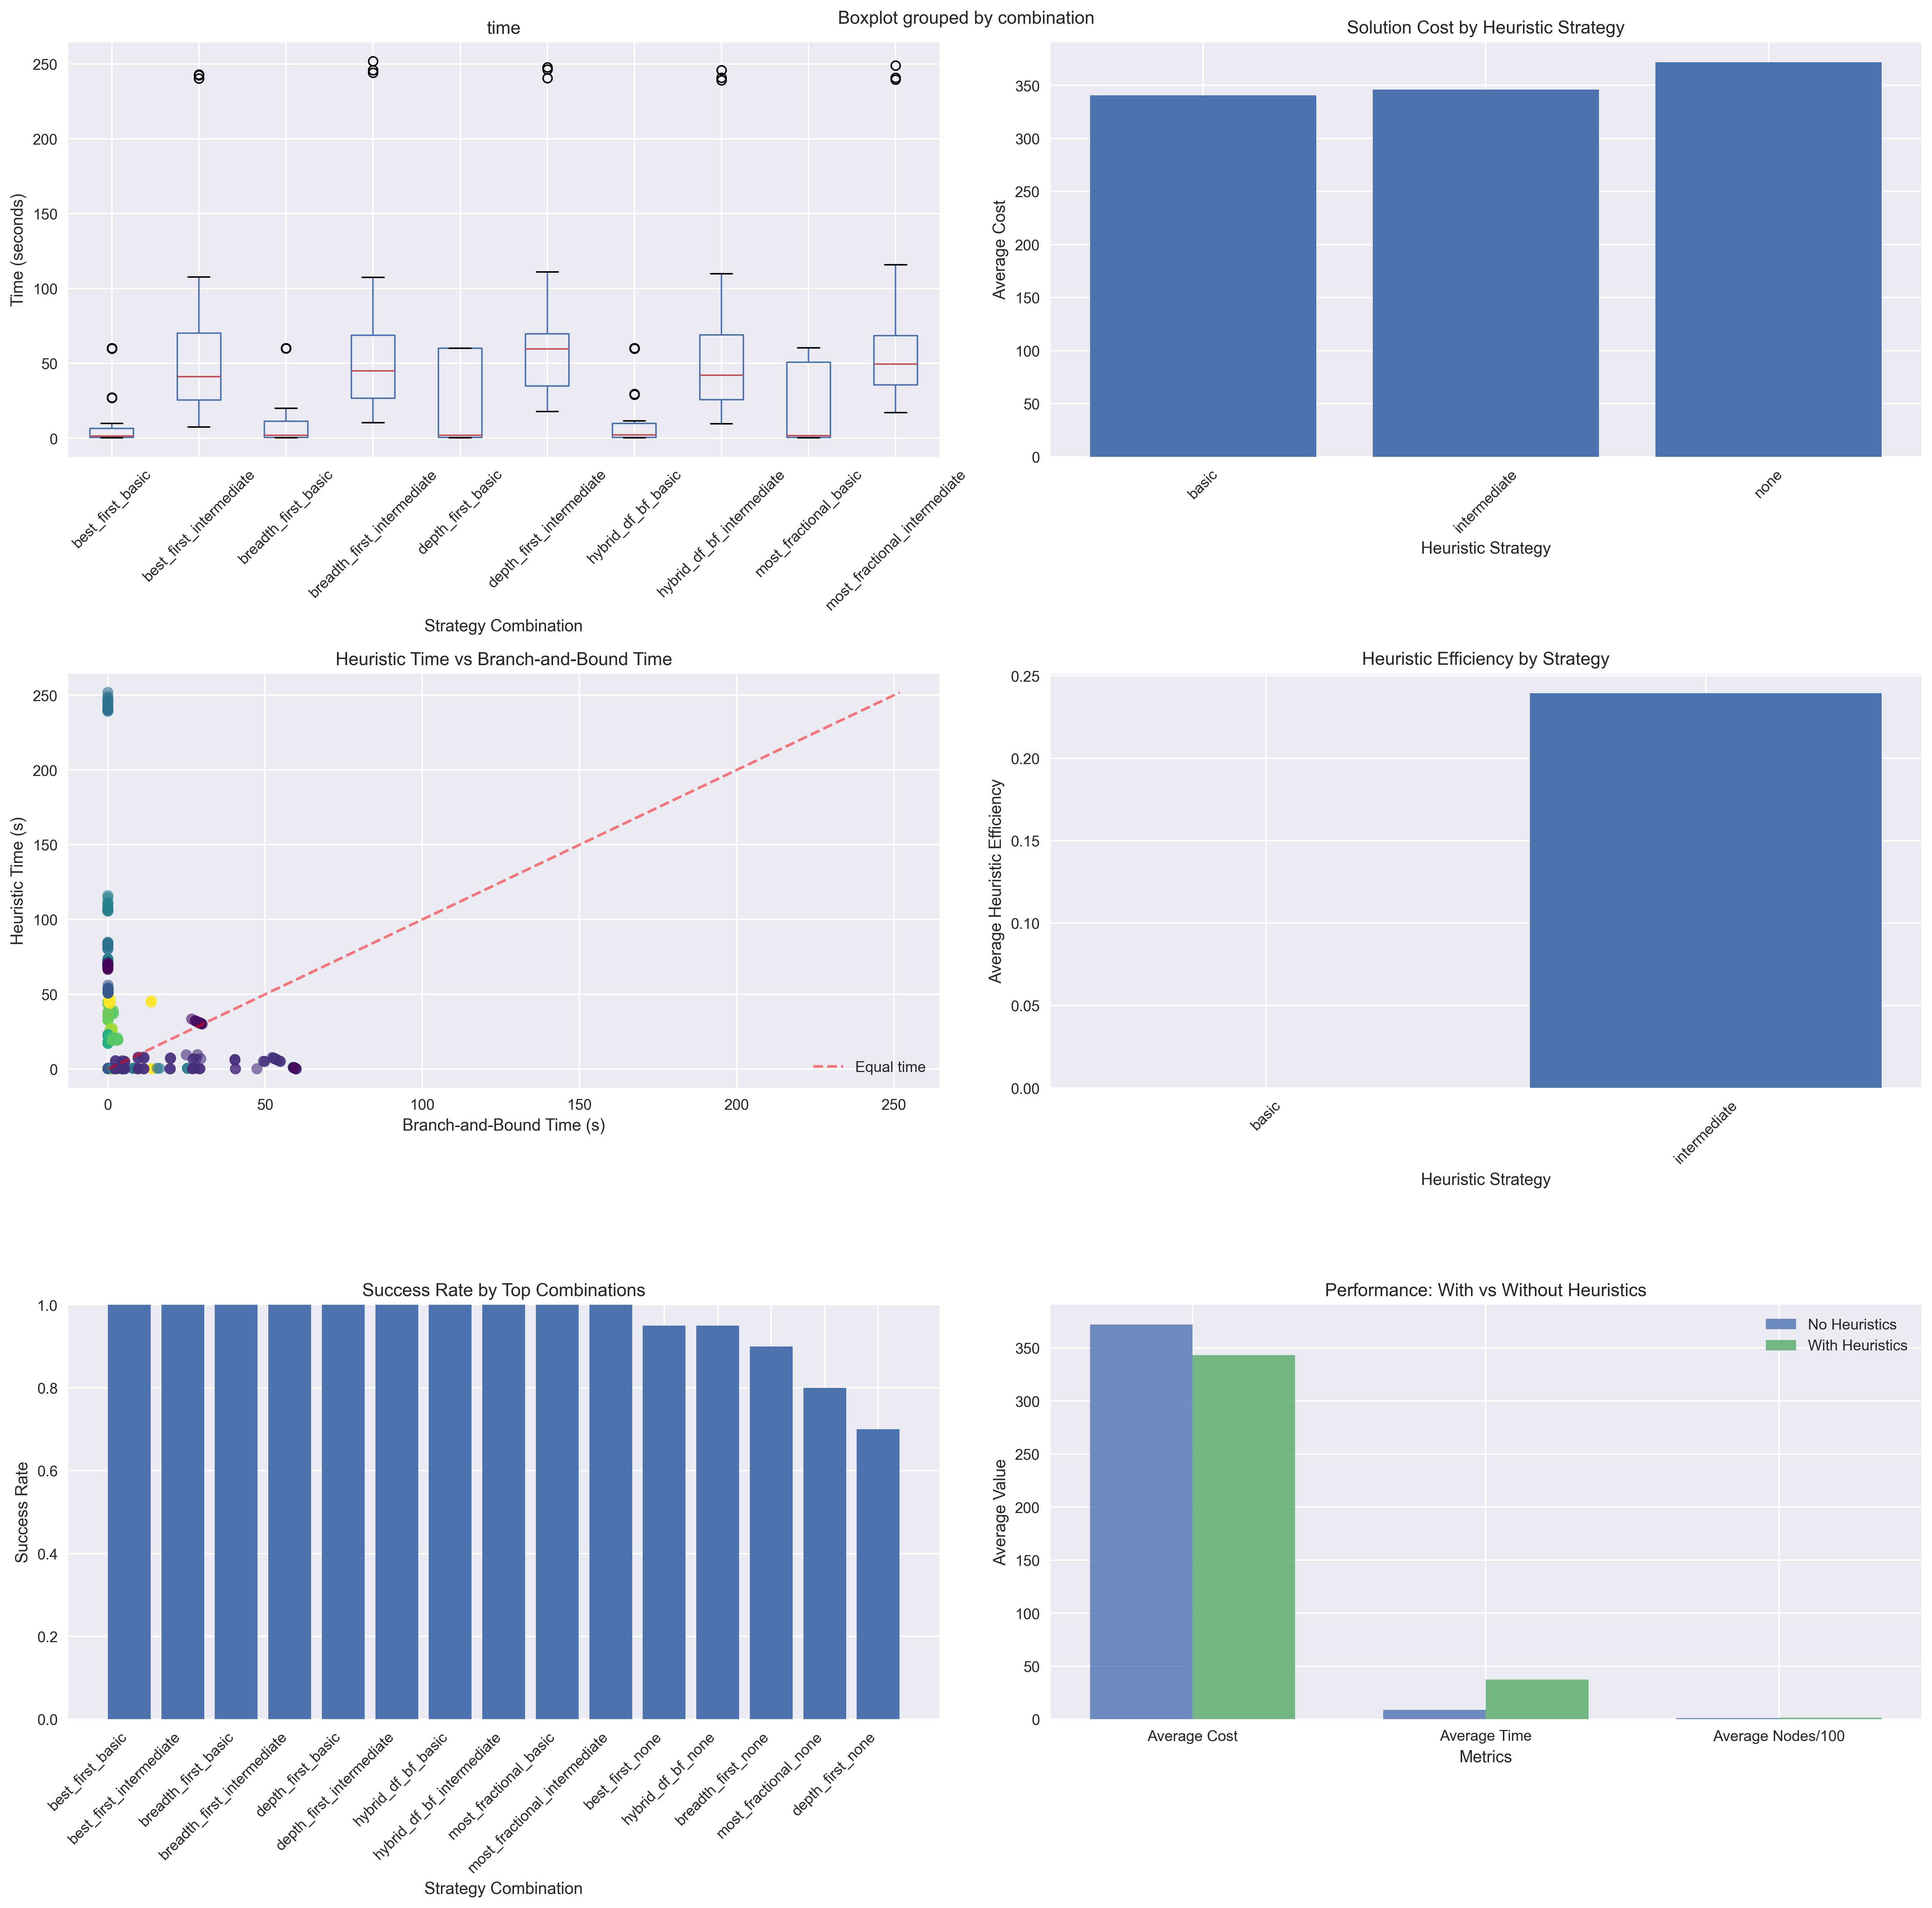 Boxplot grouped by combination
time
250
200
150
100
50
0
Time (seconds)
best_first_basic
best_first_intermediate
breadth_first_basic
breadth_first_intermediate
depth_first_basic
depth_first_intermediate
hybrid_df_bf_basic
hybrid_df_bf_intermediate
most_fractional_basic
most_fractional_intermediate
Strategy Combination
Solution Cost by Heuristic Strategy
350
300
250
200
150
100
50
0
Average Cost
basic
intermediate
none
Heuristic Strategy
Heuristic Time vs Branch-and-Bound Time
250
200
150
100
50
0
Heuristic Time (s)
Equal time
0
50
100
150
200
250
Branch-and-Bound Time (s)
Heuristic Efficiency by Strategy
0.25
0.20
0.15
0.10
0.05
0.00
Average Heuristic Efficiency
basic
intermediate
Heuristic Strategy
Success Rate by Top Combinations
1.0
0.8
0.6
0.4
0.2
0.0
Success Rate
best_first_basic
best_first_intermediate
breadth_first_basic
breadth_first_intermediate
depth_first_basic
depth_first_intermediate
hybrid_df_bf_basic
hybrid_df_bf_intermediate
most_fractional_basic
most_fractional_intermediate
best_first_none
hybrid_df_bf_none
breadth_first_none
most_fractional_none
depth_first_none
Strategy Combination
Performance: With vs Without Heuristics
No Heuristics
With Heuristics
350
300
250
200
150
100
50
0
Average Value
Average Cost
Average Time
Average Nodes/100
Metrics